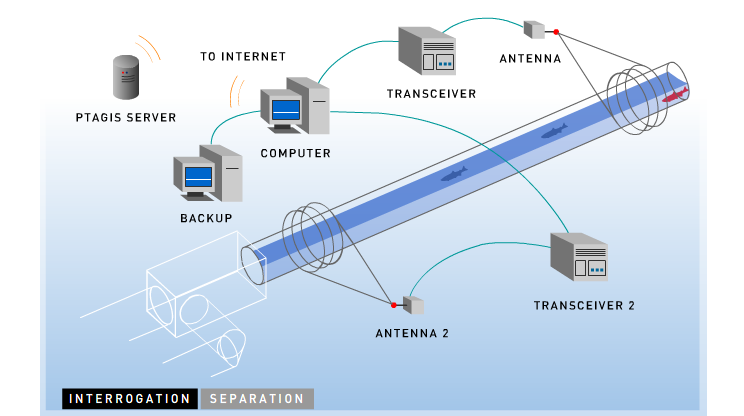 TO INTERNET
ANTENNA
TRANSCEIVER
PTAGIS SERVER
COMPUTER
BACKUP
TRANSCEIVER 2
ANTENNA 2
INTERROGATION SEPARATION